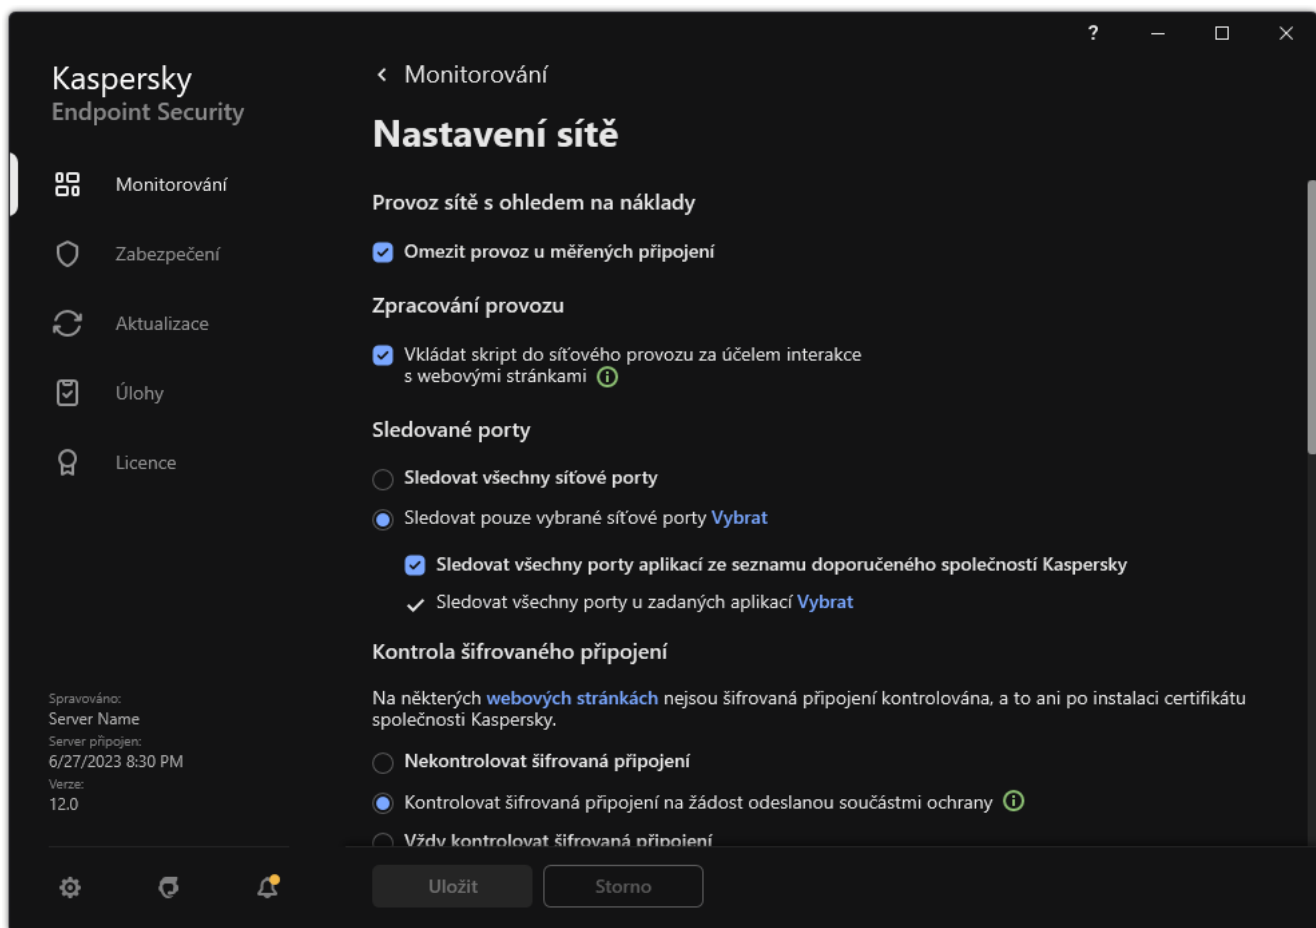 ?
Kaspersky
Endpoint Security
Monitorování
Zabezpečení
Aktualizace
Úlohy
Licence
Spravováno:
Server Name
Server připojen:
6/27/2023 8:30 PM
Verze:
12.0
Monitorování
Nastavení sítě
Provoz sítě s ohledem na náklady
Omezit provoz u měřených připojení
Zpracování provozu
Vkládat skript do síťového provozu za účelem interakce
s webovými stránkami
Sledované porty
Sledovat všechny síťové porty
Sledovat pouze vybrané síťové porty Vybrat
Sledovat všechny porty aplikací ze seznamu doporučeného společností Kaspersky
Sledovat všechny porty u zadaných aplikací Vybrat
Kontrola šifrovaného připojení
Na některých webových stránkách nejsou šifrovaná připojení kontrolována, a to ani po instalaci certifikátu
společnosti Kaspersky.
Nekontrolovat šifrovaná připojení
Kontrolovat šifrovaná připojení na žádost odeslanou součástmi ochrany
Vždy kontrolovat šifrovaná připojení
Uložit
Storno